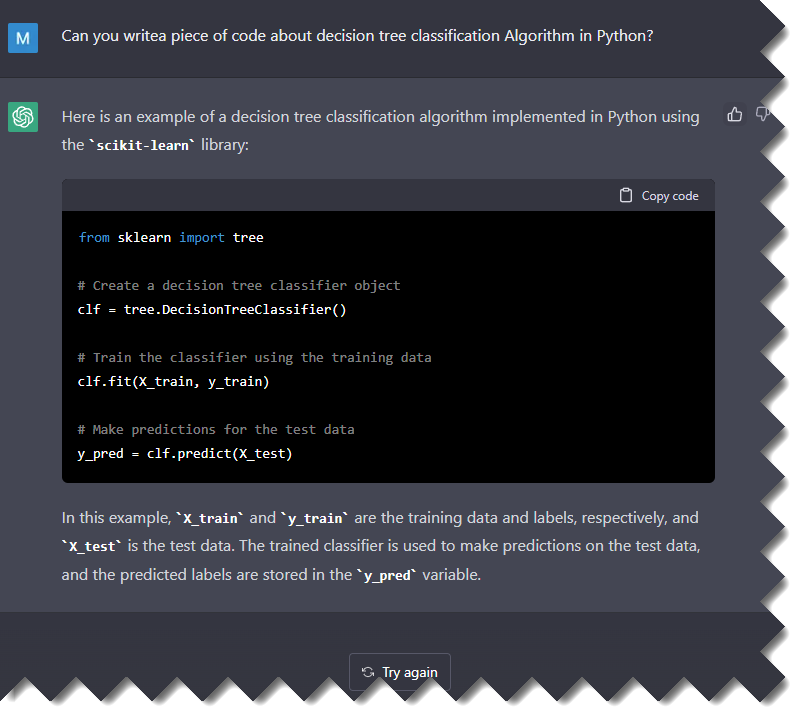 M
Can you writea piece of code about decision tree classification Algorithm in Python?
Here is an example of a decision tree classification algorithm implemented in Python using
the `scikit-learn` library:
Copy code
from sklearn import tree
# Create a decision tree classifier object
clf = tree.DecisionTreeClassifier()
# Train the classifier using the training data
clf.fit(X_train, y_train)
# Make predictions for the test data
y_pred = clf.predict(X_test)
In this example, `X_train` and `y_train` are the training data and labels, respectively, and
`X_test` is the test data. The trained classifier is used to make predictions on the test data,
and the predicted labels are stored in the `y_pred` variable.
Try again